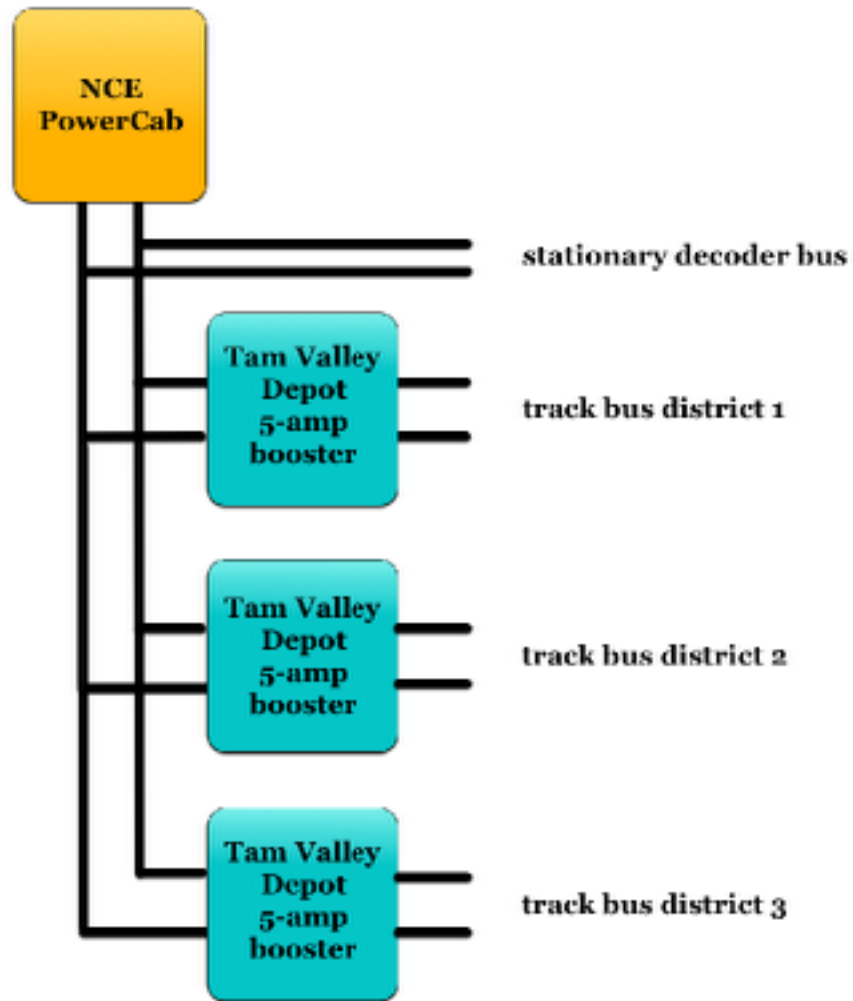 NCE
PowerCab
stationary decoder bus
Tam Valley
Depot
5-amp
booster
track bus district 1
Tam Valley
Depot
5-amp
booster
track bus district 2
Tam Valley
Depot
5-amp
booster
track bus district 3